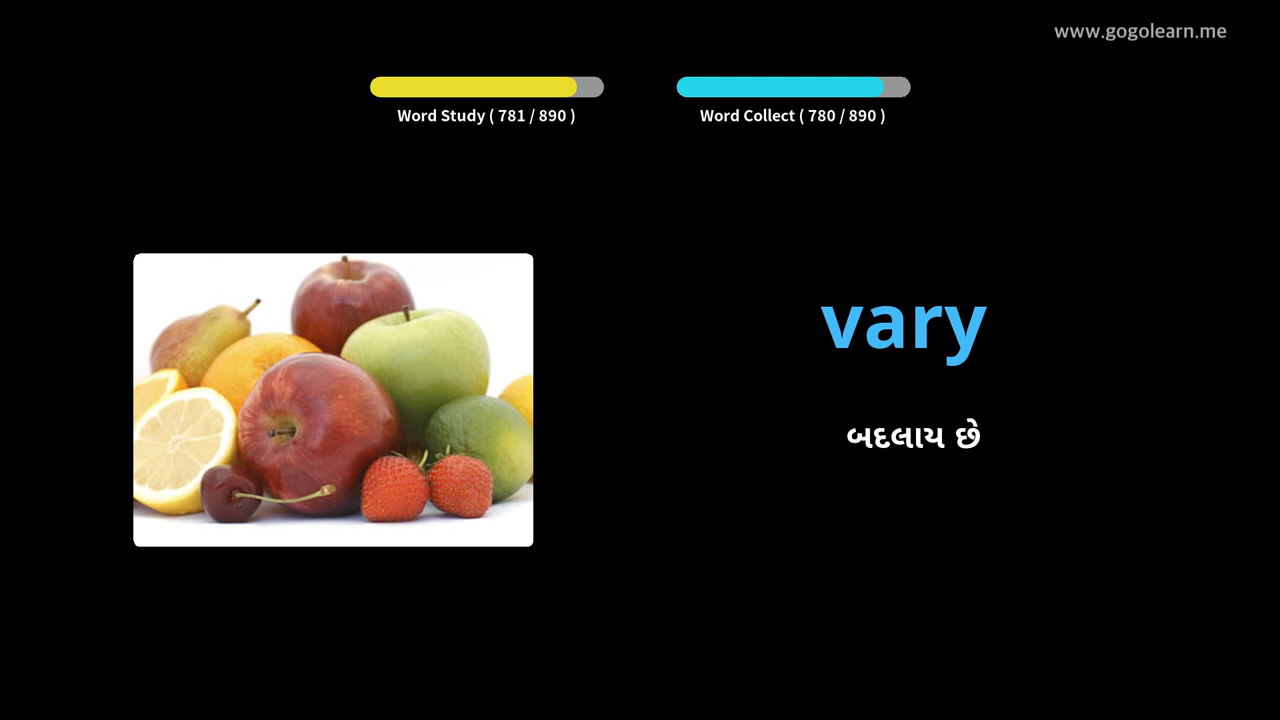 www.gogolearn.me
Word Study ( 781 / 890 )
Word Collect ( 780 / 890 )
vary
બદલાય છે